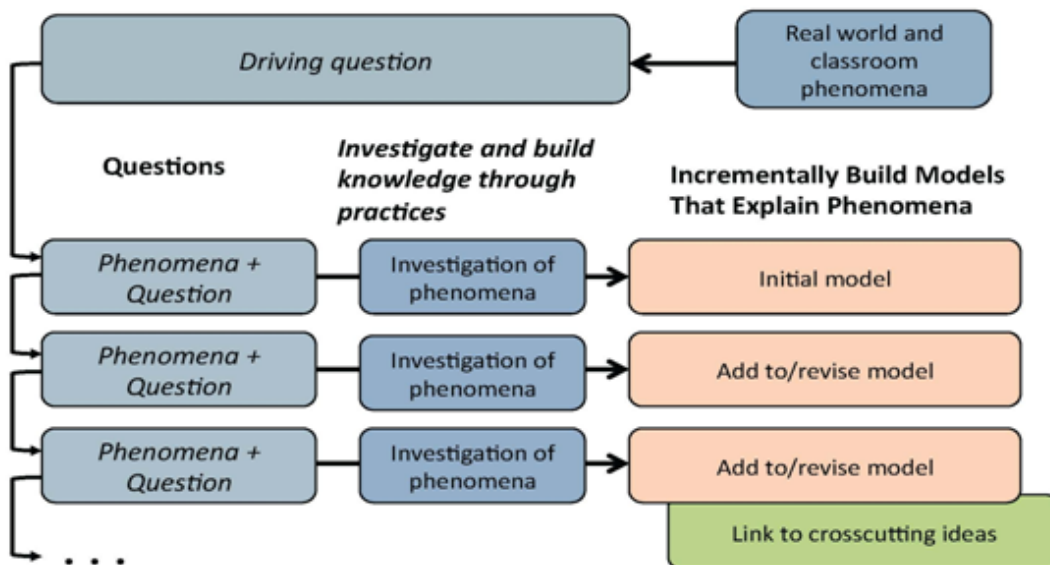 Driving question
Real world and
classroom
phenomena
Questions
Investigate and build
knowledge through
practices
Incrementally Build Models
That Explain Phenomena
Phenomena +
Question
Investigation of
phenomena
Initial model
Phenomena +
Question
Investigation of
phenomena
Add to/revise model
Phenomena +
Question
Investigation of
phenomena
Add to/revise model
Link to crosscutting ideas
. . .